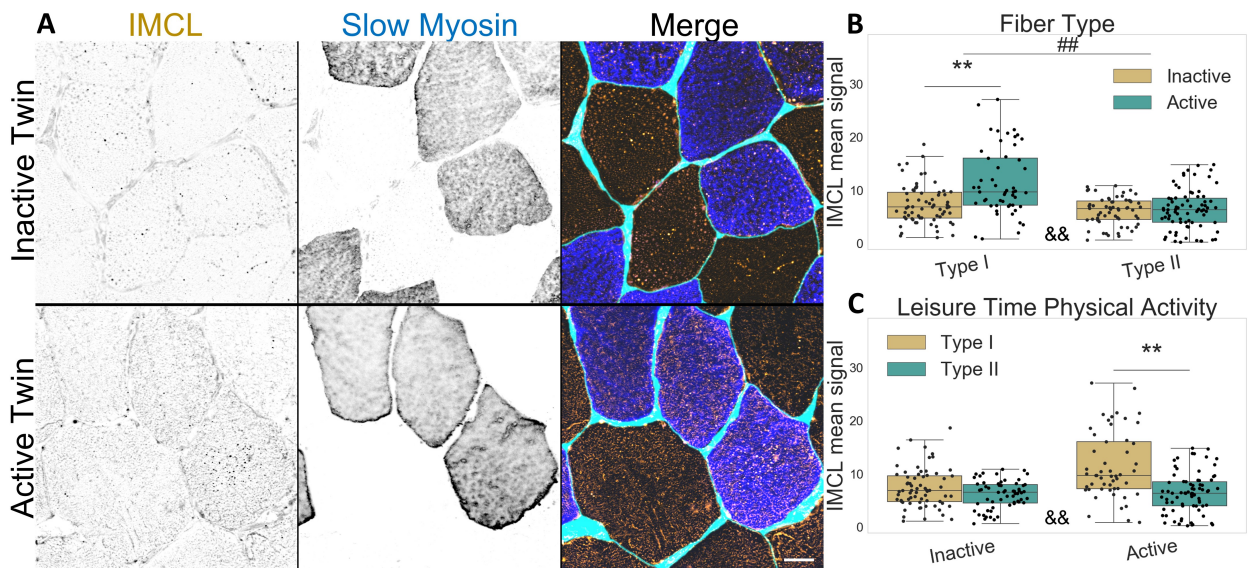 A
IMCL
Slow Myosin
Merge
Inactive Twin
Active Twin
B
Fiber Type
##
**
Inactive
Active
IMCL mean signal
30
20
10
0
&&
Type I
Type II
C
Leisure Time Physical Activity
Type I
Type II
**
IMCL mean signal
30
20
10
0
&&
Inactive
Active